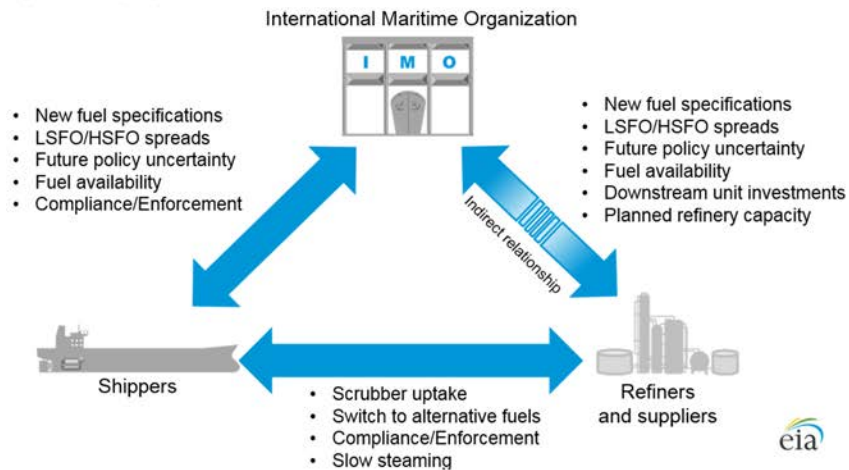 International Maritime Organization
I M O
• New fuel specifications
• LSFO/HSFO spreads
• Future policy uncertainty
• Fuel availability
• Compliance/Enforcement
• New fuel specifications
• LSFO/HSFO spreads
• Future policy uncertainty
• Fuel availability
• Downstream unit investments
• Planned refinery capacity
Indirect relationship
Shippers
• Scrubber uptake
• Switch to alternative fuels
• Compliance/Enforcement
• Slow steaming
Refiners
and suppliers
eia